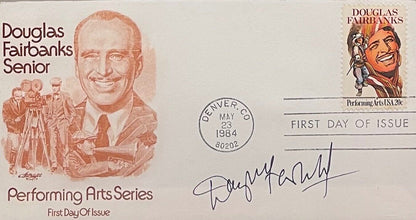 Douglas
Fairbanks
Senior
Performing Arts Series
First Day Of Issue
DENVER, CO
MAY
23
1984
80202
DOUGLAS
FAIRBANKS
Performing Arts USA 20c
FIRST DAY OF ISSUE